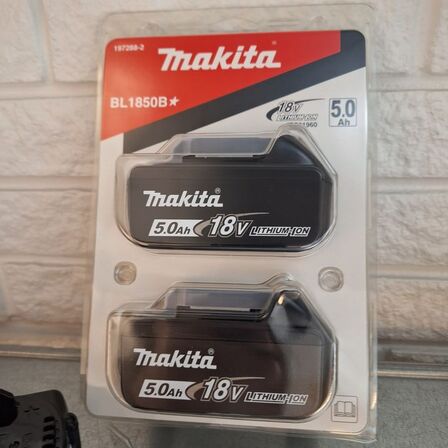 197288-2
makita®
BL1850B★
18V
LITHIUM-ION
5.0
Ah
makita®
5.0Ah 18V LITHIUM-ION
makita®
5.0Ah 18V LITHIUM-ION